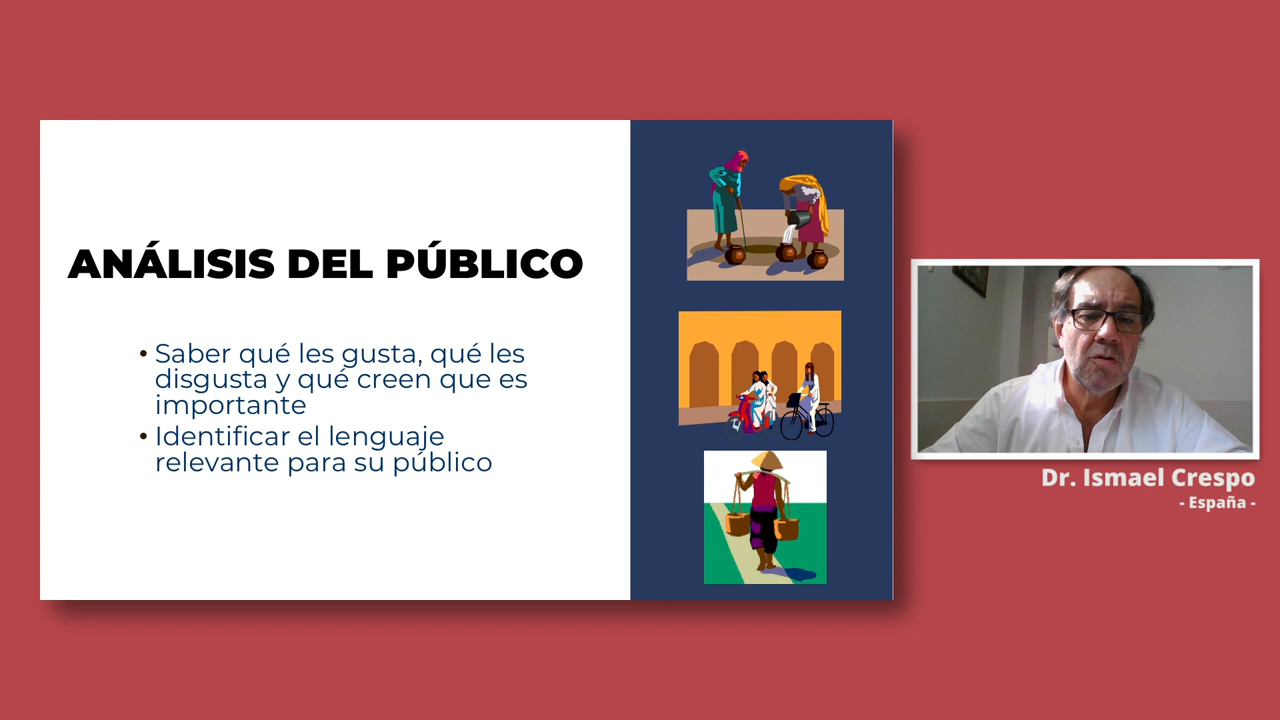 ANÁLISIS DEL PÚBLICO
• Saber qué les gusta, qué les
disgusta y qué creen que es
importante
• Identificar el lenguaje
relevante para su público
Dr. Ismael Crespo
- España -